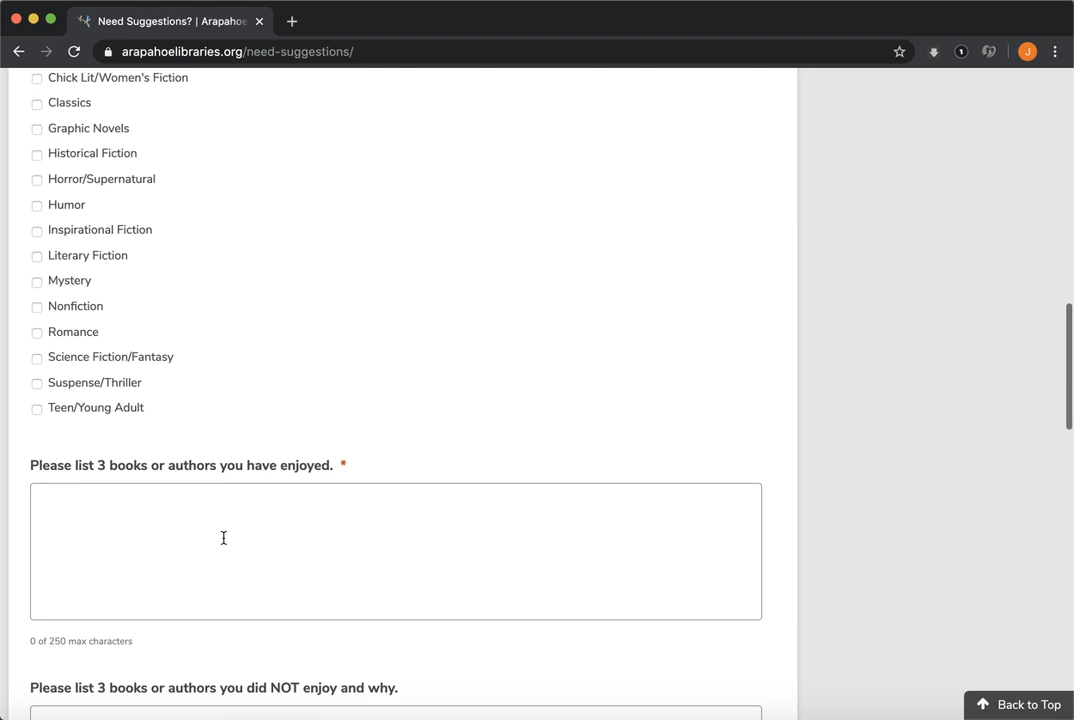 Need Suggestions? | Arapahoe
arapahoelibraries.org/need-suggestions/
J
Chick Lit/Women's Fiction
Classics
Graphic Novels
Historical Fiction
Horror/Supernatural
Humor
Inspirational Fiction
Literary Fiction
Mystery
Nonfiction
Romance
Science Fiction/Fantasy
Suspense/Thriller
Teen/Young Adult
Please list 3 books or authors you have enjoyed. *
0 of 250 max characters
Please list 3 books or authors you did NOT enjoy and why.
Back to Top